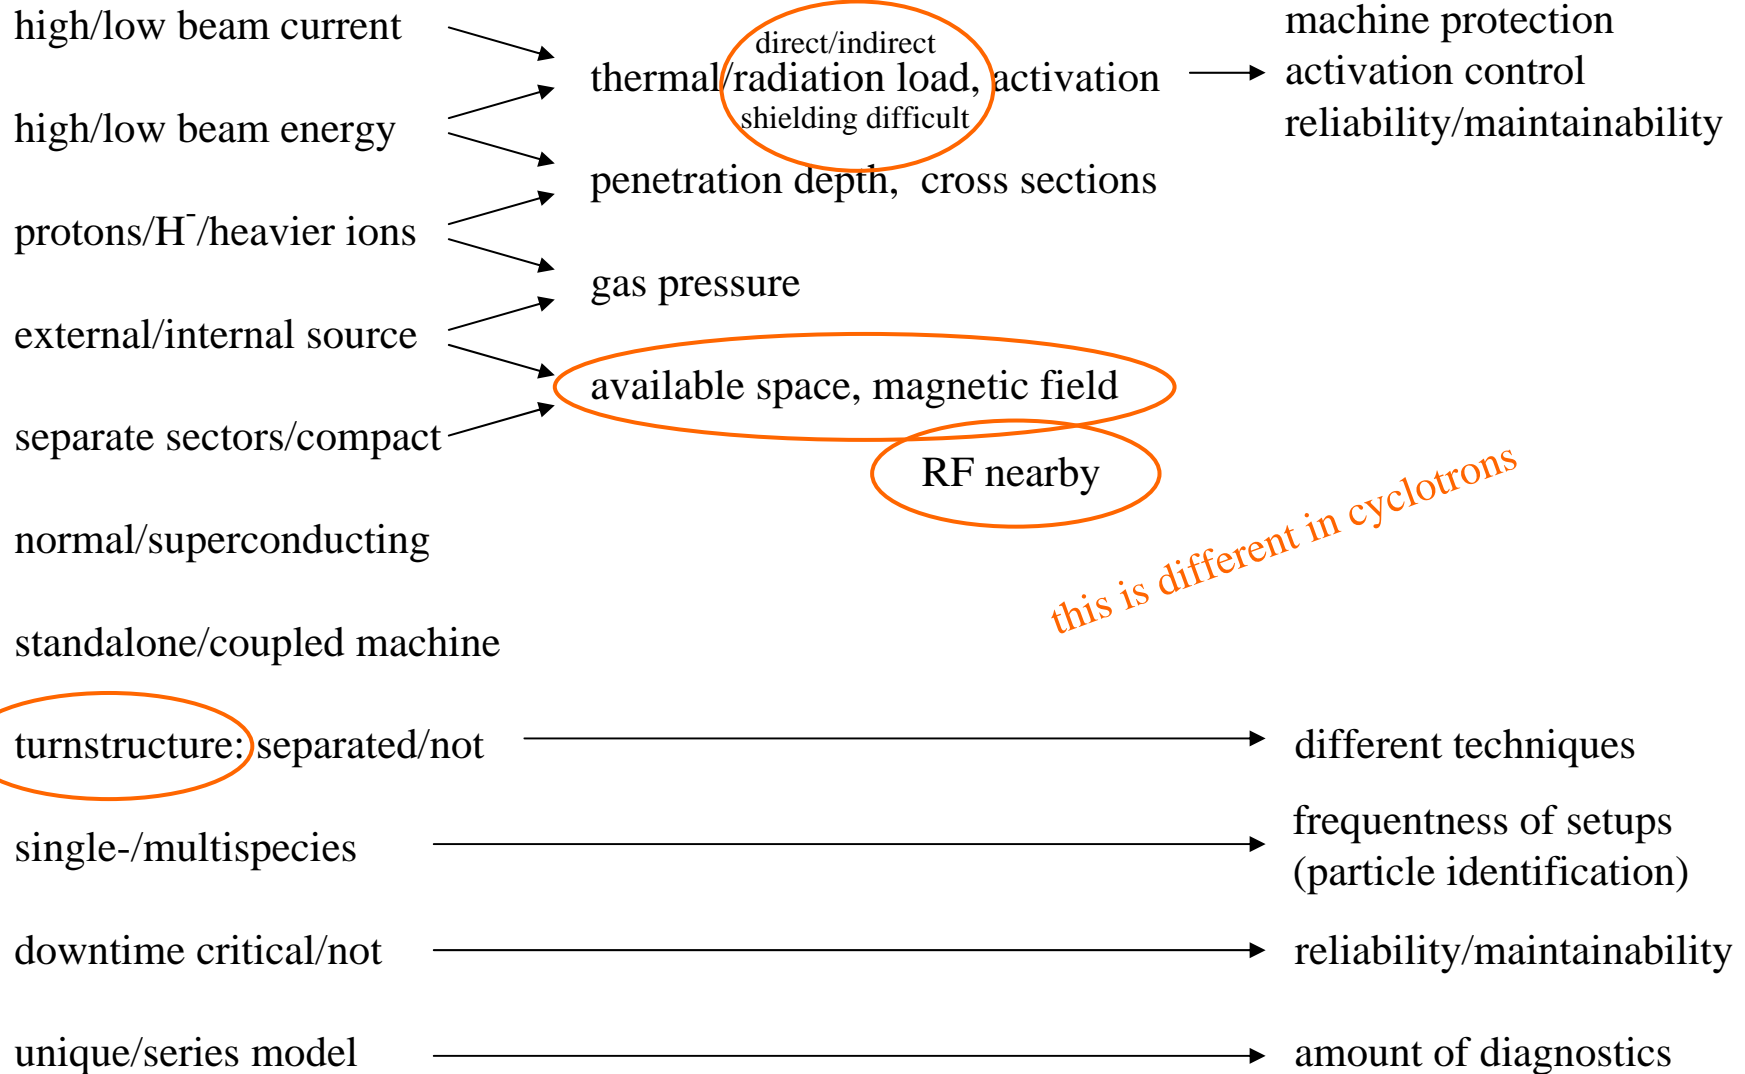 high/low beam current
machine protection
direct/indirect
thermal/radiation load, activation
activation control
shielding difficult
reliability/maintainability
high/low beam energy
penetration depth, cross sections
protons/H⁻/heavier ions
gas pressure
external/internal source
available space, magnetic field
separate sectors/compact
RF nearby
this is different in cyclotrons
normal/superconducting
standalone/coupled machine
turnstructure: separated/not
different techniques
single-/multispecies
frequentness of setups
(particle identification)
downtime critical/not
reliability/maintainability
unique/series model
amount of diagnostics